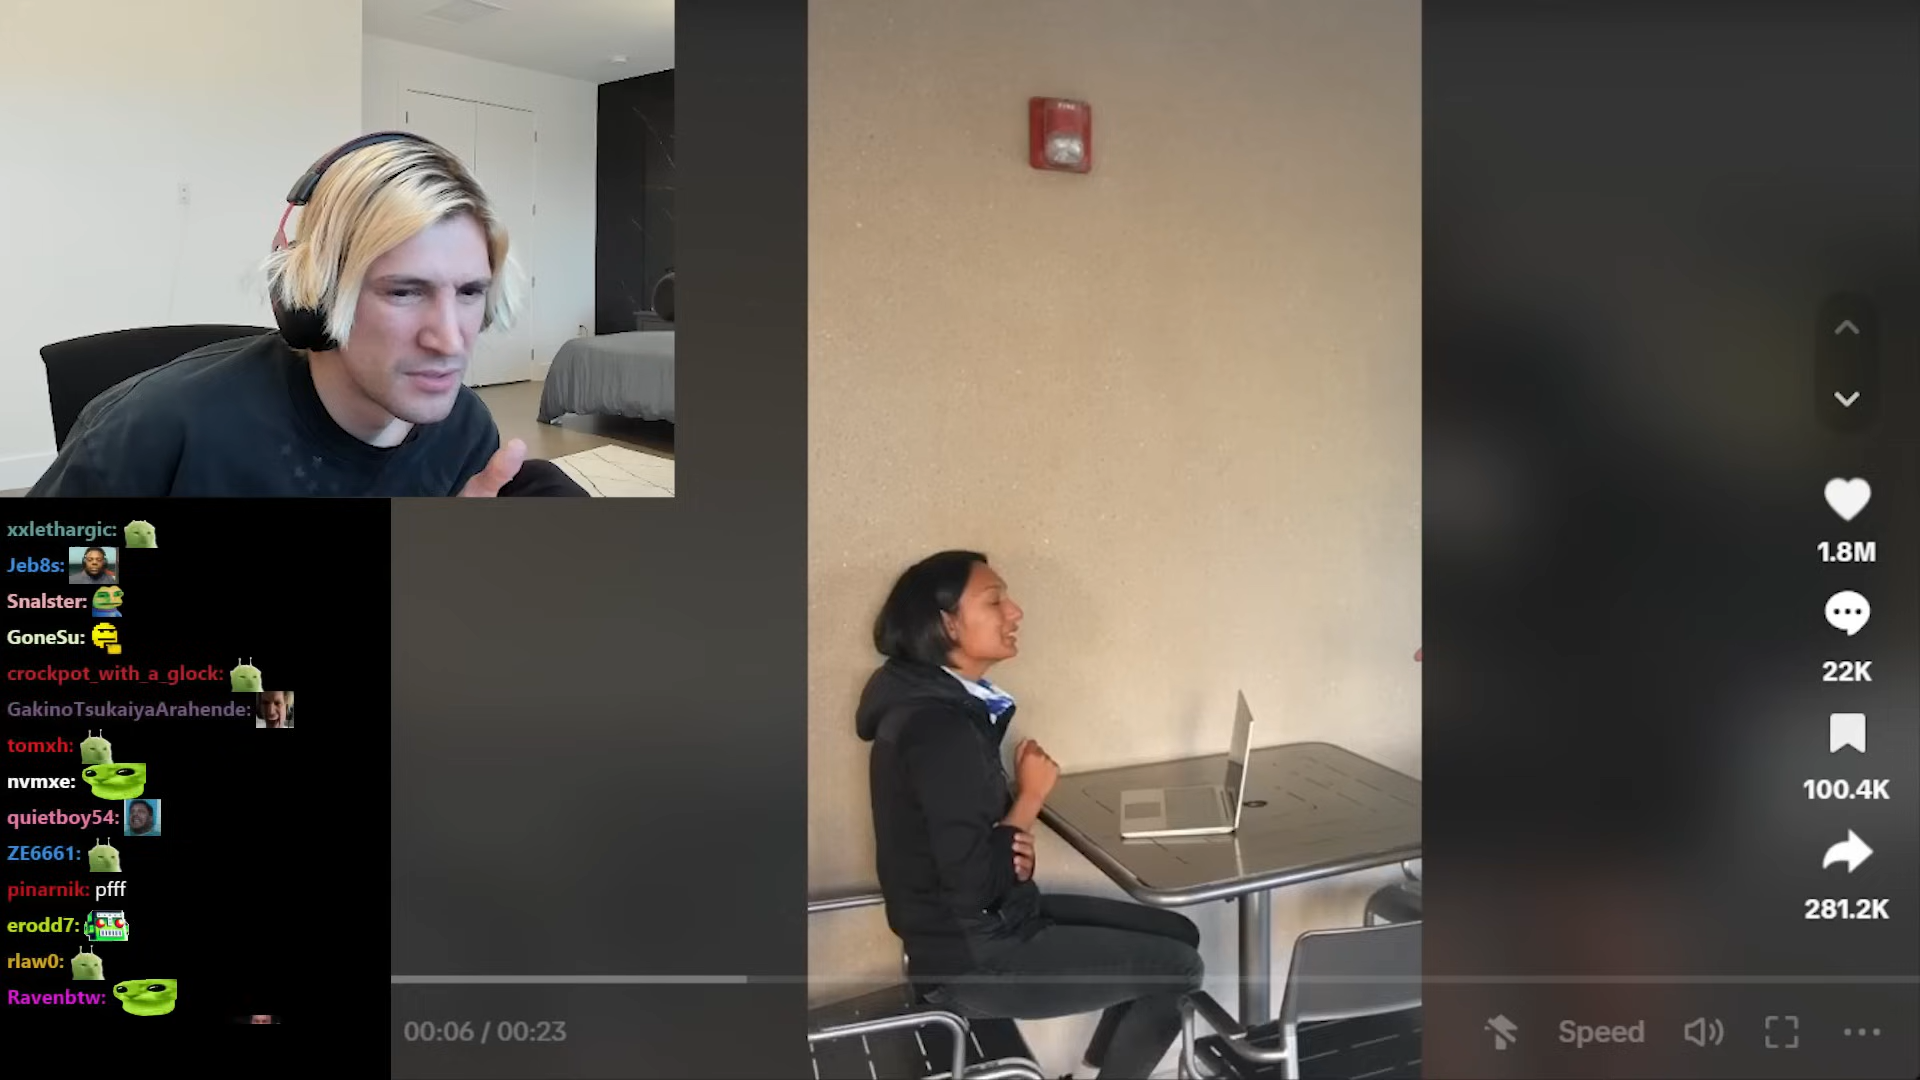 FIRE
xxlethargic:
Jeb8s:
Snalster:
GoneSu:
crockpot_with_a_glock:
GakinoTsukaiyaArahende:
tomxh:
nvmxe:
quietboy54:
ZE6661:
pinarnik: pfff
erodd7:
rlaw0:
Ravenbtw:
1.8M
22K
100.4K
281.2K
00:06 / 00:23
Speed